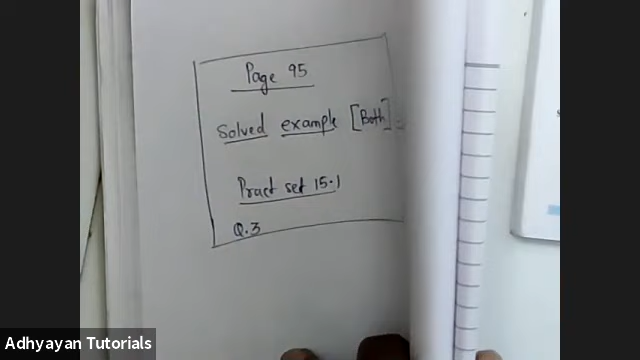 Page 95
Solved example [Both]
Pract set 15.1
Q.3
Adhyayan Tutorials